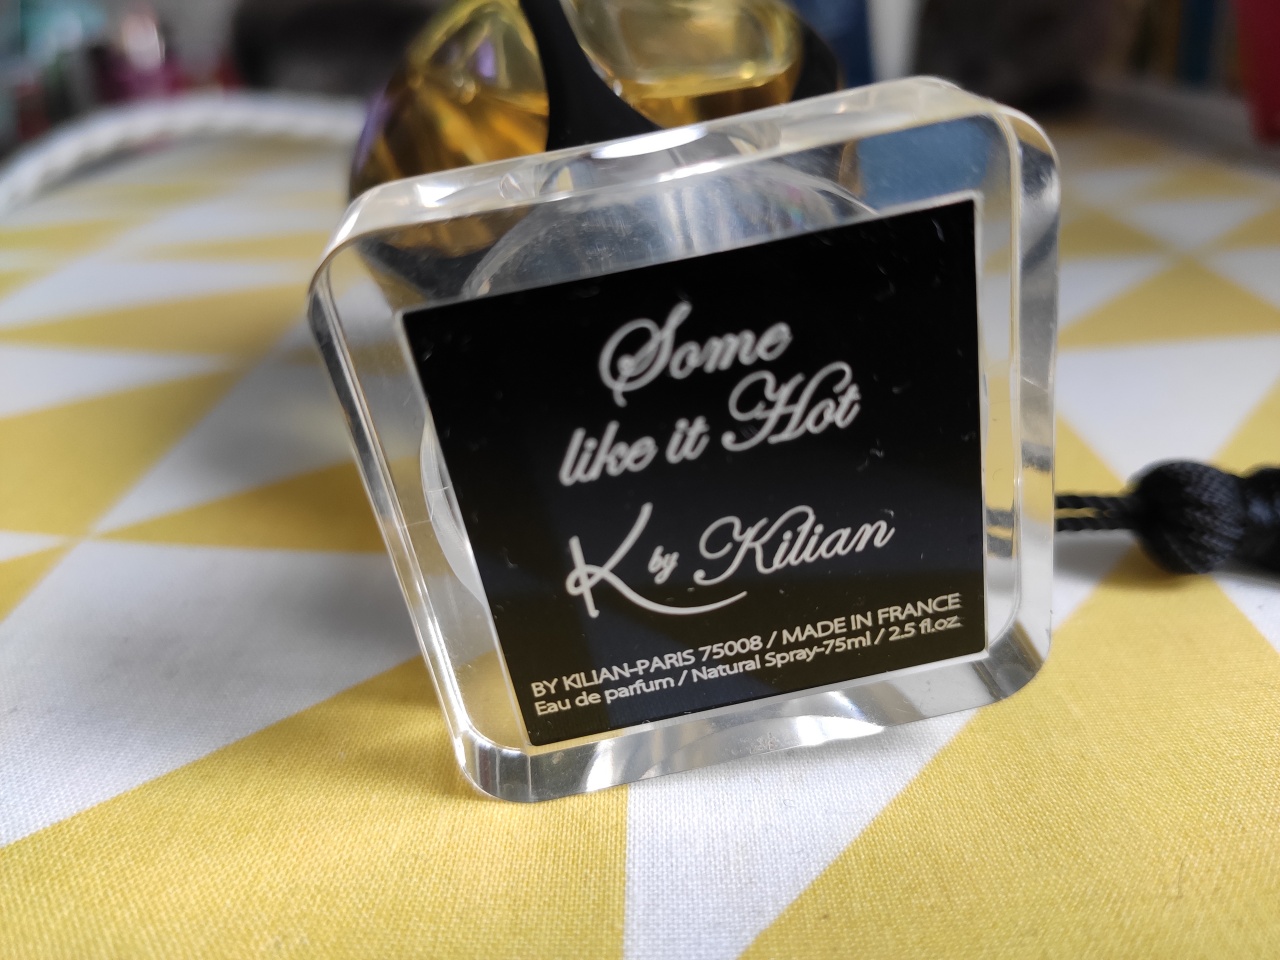 Some
like it Hot
K by Kilian
BY KILIAN-PARIS 75008 / MADE IN FRANCE
Eau de parfum / Natural Spray-75ml / 2.5 fl.oz.